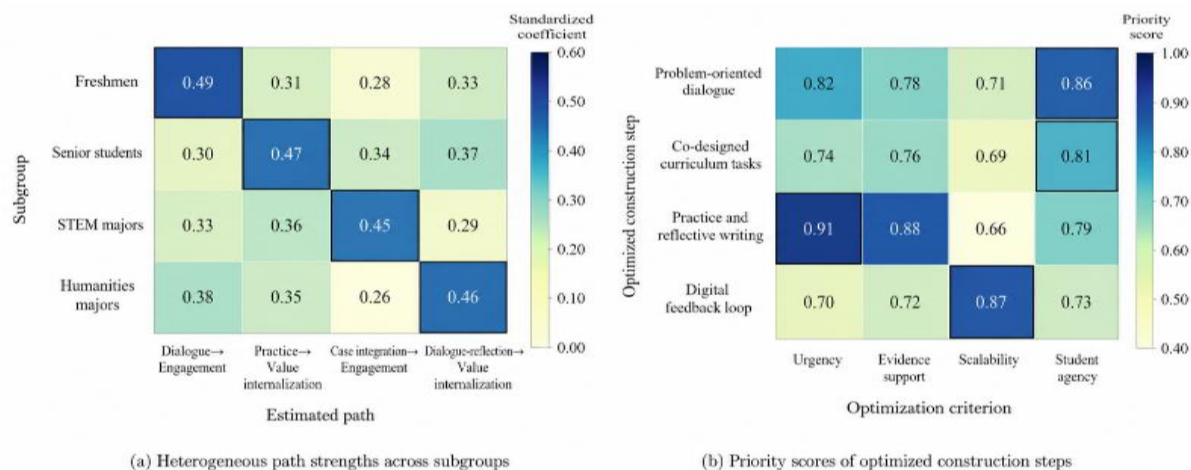 Standardized
coefficient
Subgroup
Freshmen
0.49 0.31 0.28 0.33
Senior students
0.30 0.47 0.34 0.37
STEM majors
0.33 0.36 0.45 0.29
Humanities
majors
0.38 0.35 0.26 0.46
0.60
0.50
0.40
0.30
0.20
0.10
0.00
Dialogue→
Engagement
Practice→
Value
internalization
Case integration→
Engagement
Dialogue-reflection→
Value
internalization
Estimated path
(a) Heterogeneous path strengths across subgroups
Priority
score
Optimized construction step
Problem-oriented
dialogue
0.82 0.78 0.71 0.86
Co-designed
curriculum tasks
0.74 0.76 0.69 0.81
Practice and
reflective writing
0.91 0.88 0.66 0.79
Digital
feedback loop
0.70 0.72 0.87 0.73
1.00
0.90
0.80
0.70
0.60
0.50
0.40
Urgency
Evidence
support
Scalability
Student
agency
Optimization criterion
(b) Priority scores of optimized construction steps